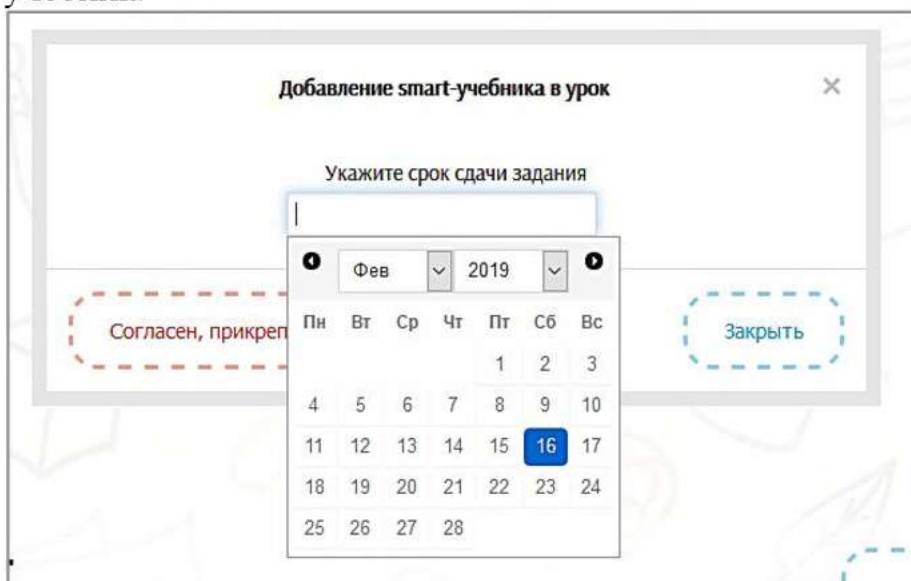 Добавление smart-учебника в урок ×
Укажите срок сдачи задания
Фев 2019
Согласен, прикреп
Закрыть
Пн Вт Ср Чт Пт Сб Вс
1 2 3
4 5 6 7 8 9 10
11 12 13 14 15 16 17
18 19 20 21 22 23 24
25 26 27 28